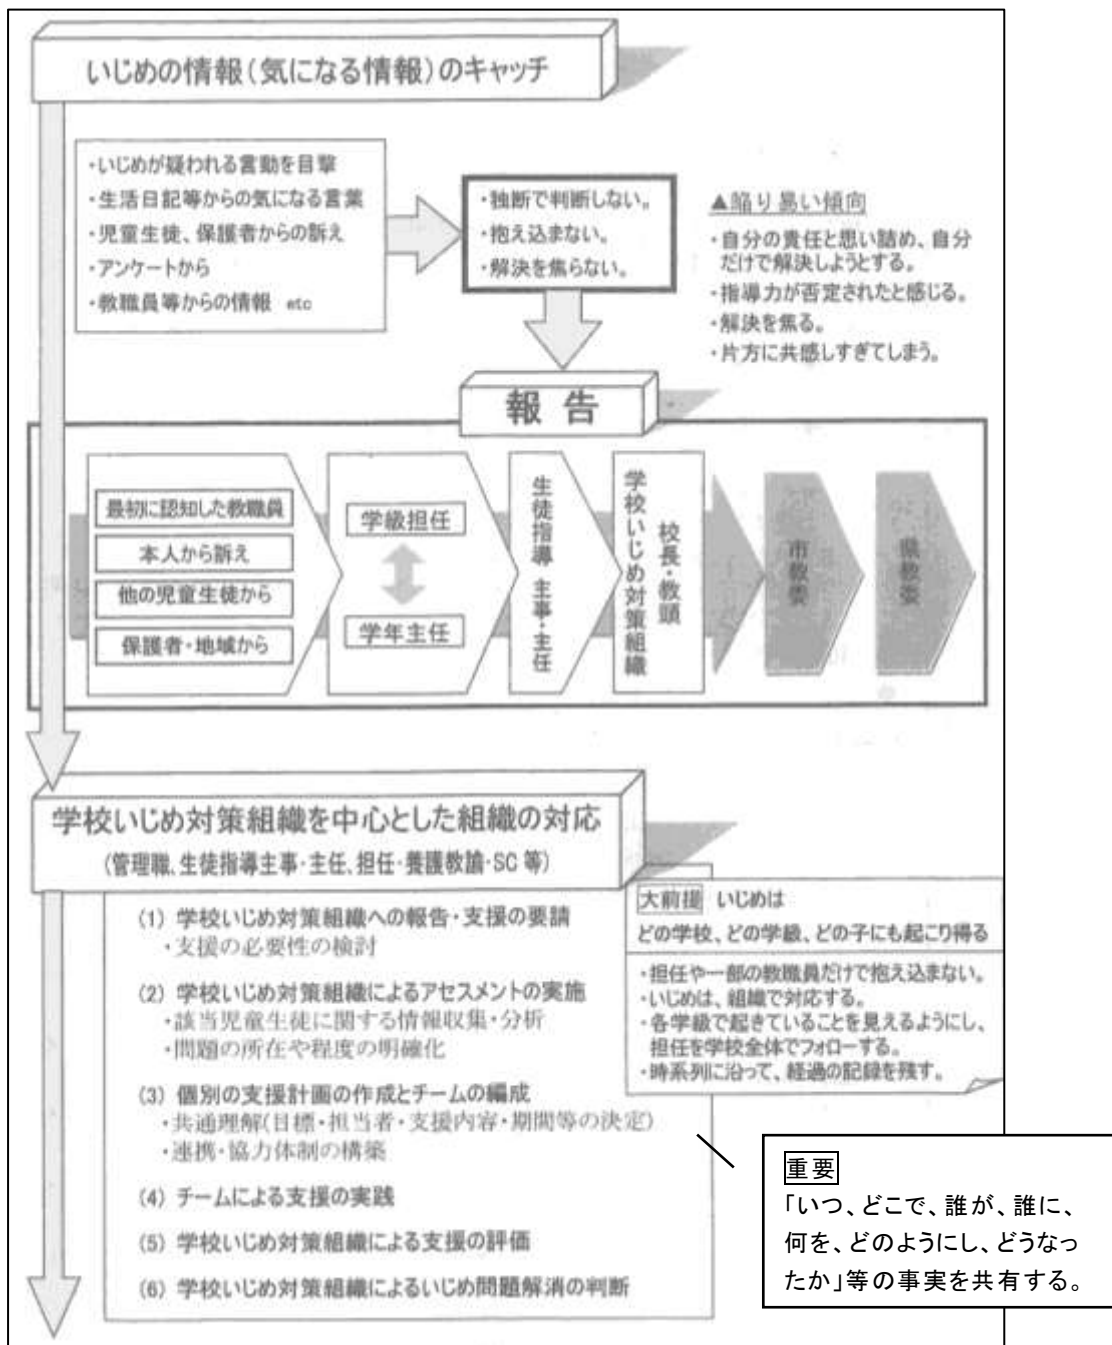 いじめの情報(気になる情報)のキャッチ
・いじめが疑われる言動を目撃
・生活日記等からの気になる言葉
・児童生徒、保護者からの訴え
・アンケートから
・教職員等からの情報 etc
・独断で判断しない。
・抱え込まない。
・解決を焦らない。
▲陥り易い傾向
・自分の責任と思い詰め、自分
だけで解決しようとする。
・指導力が否定されたと感じる。
・解決を焦る。
・片方に共感しすぎてしまう。
報告
最初に認知した教職員
本人から訴え
他の児童生徒から
保護者・地域から
学級担任
学年主任
生徒指導 主事・主任
校長・教頭
学校いじめ対策組織
市教委
県教委
学校いじめ対策組織を中心とした組織の対応
(管理職、生徒指導主事・主任、担任・養護教諭・SC 等)
(1) 学校いじめ対策組織への報告・支援の要請
・支援の必要性の検討
(2) 学校いじめ対策組織によるアセスメントの実施
・該当児童生徒に関する情報収集・分析
・問題の所在や程度の明確化
(3) 個別の支援計画の作成とチームの編成
・共通理解(目標・担当者・支援内容・期間等の決定)
・連携・協力体制の構築
(4) チームによる支援の実践
(5) 学校いじめ対策組織による支援の評価
(6) 学校いじめ対策組織によるいじめ問題解消の判断
大前提 いじめは
どの学校、どの学級、どの子にも起こり得る
・担任や一部の教職員だけで抱え込まない。
・いじめは、組織で対応する。
・各学級で起きていることを見えるようにし、
担任を学校全体でフォローする。
・時系列に沿って、経過の記録を残す。
重要
「いつ、どこで、誰が、誰に、
何を、どのようにし、どうなっ
たか」等の事実を共有する。